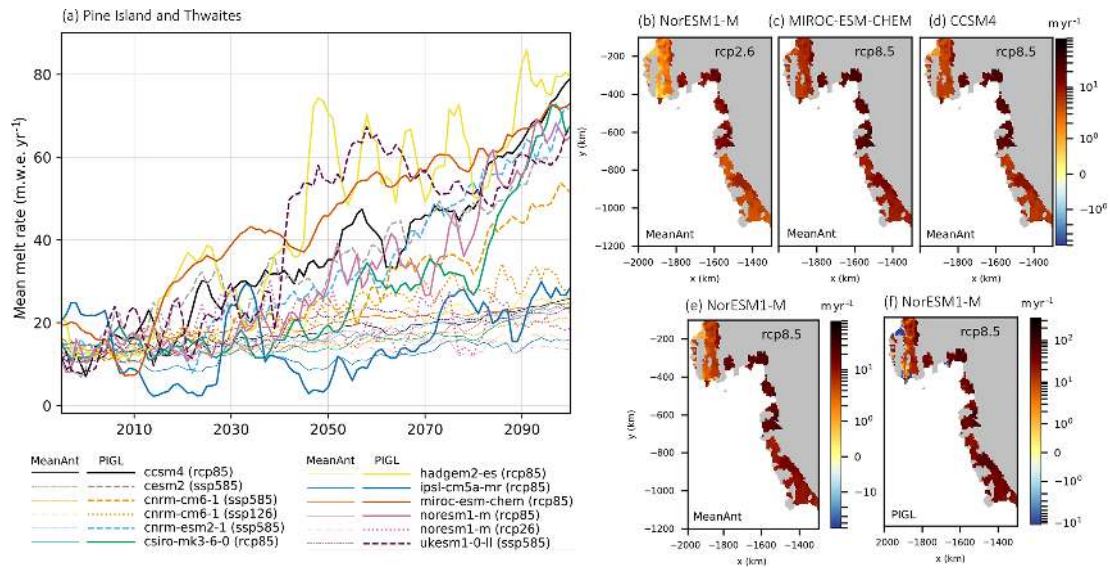 (a) Pine Island and Thwaites
Mean melt rate (m.w.e. yr⁻¹)
80
60
40
20
0
2010 2030 2050 2070 2090
MeanAnt PIGL
ccsm4 (rcp85)
cesm2 (ssp585)
cnrm-cm6-1 (ssp585)
cnrm-cm6-1 (ssp126)
cnrm-esm2-1 (ssp585)
csiro-mk3-6-0 (rcp85)
MeanAnt PIGL
hadgem2-es (rcp85)
ipsl-cm5a-mr (rcp85)
miroc-esm-chem (rcp85)
noresm1-m (rcp85)
noresm1-m (rcp26)
ukesm1-0-ll (ssp585)
(b) NorESM1-M (c) MIROC-ESM-CHEM (d) CCSM4 m yr⁻¹
rcp2.6 rcp8.5 rcp8.5
y (km)
−200
−400
−600
−800
−1000
−1200
MeanAnt MeanAnt MeanAnt
−2000 −1800 −1600 −1400 −1800 −1600 −1400 −1800 −1600 −1400
x (km) x (km) x (km)
10¹
10⁰
0
−10⁰
(e) NorESM1-M m yr⁻¹ (f) NorESM1-M m yr⁻¹
rcp8.5 rcp8.5
y (km)
−200
−400
−600
−800
−1000
−1200
MeanAnt PIGL
−2000 −1800 −1600 −1400 −2000 −1800 −1600 −1400
x (km) x (km)
10
0
−10
10²
10¹
10⁰
0
−10⁰
−10¹